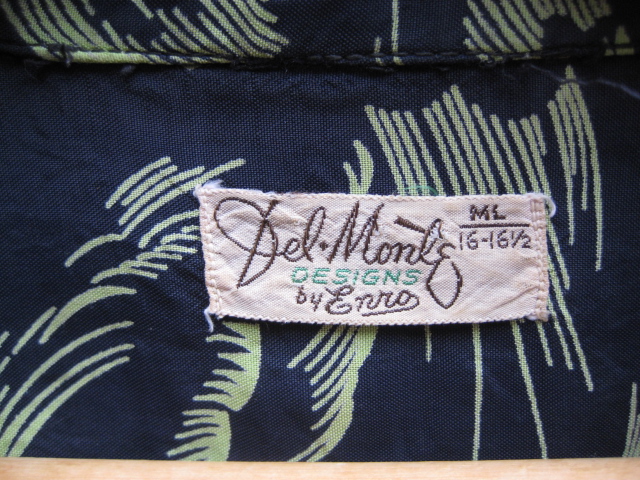 Del-Monte
DESIGNS
by Enro
ML
16-16½